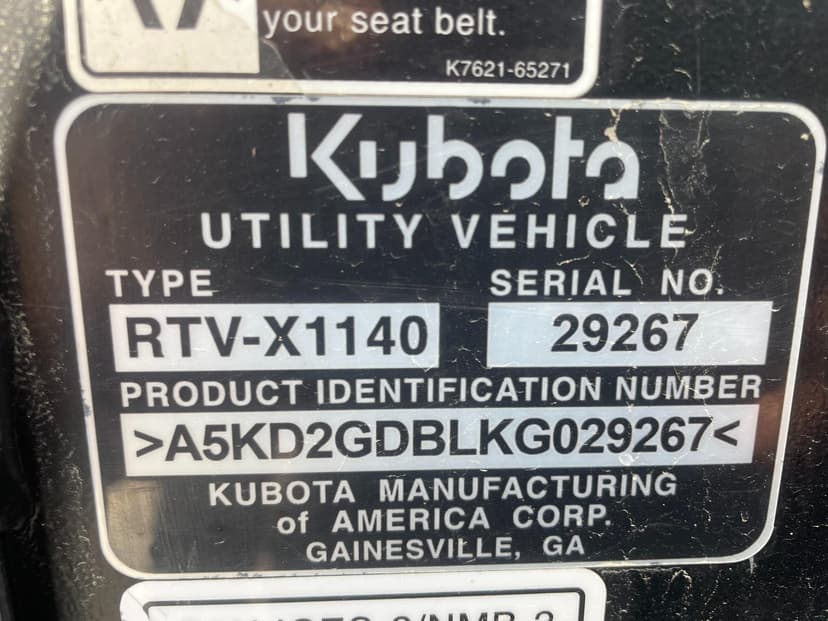 your seat belt.
K7621-65271
Kubota
UTILITY VEHICLE
TYPE SERIAL NO.
RTV-X1140 29267
PRODUCT IDENTIFICATION NUMBER
>A5KD2GDBLKG029267<
KUBOTA MANUFACTURING
of AMERICA CORP.
GAINESVILLE, GA